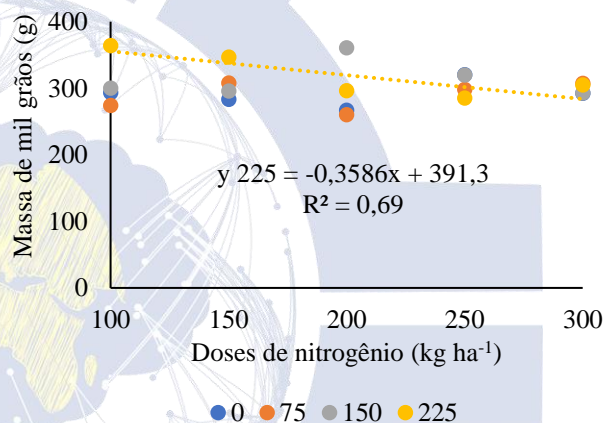 Massa de mil grãos (g)
400
300
200
100
0
y 225 = -0,3586x + 391,3
R² = 0,69
100 150 200 250 300
Doses de nitrogênio (kg ha⁻¹)
0 75 150 225